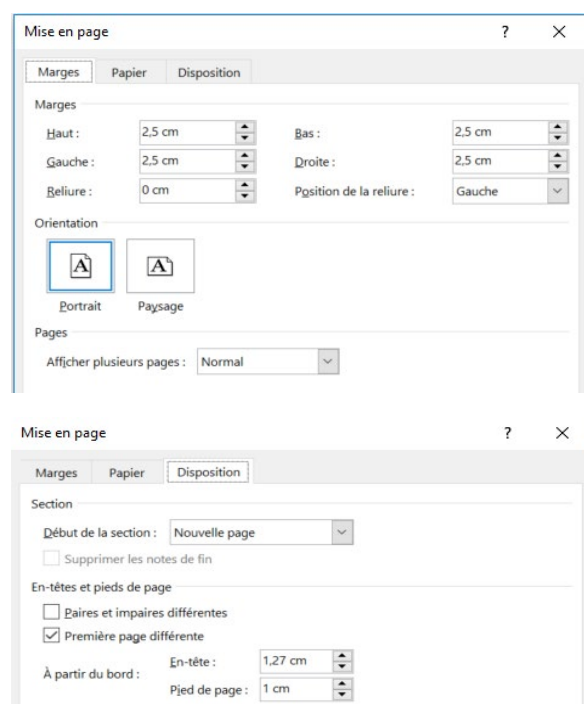 Mise en page ? ×
Marges Papier Disposition
Marges
Haut : 2,5 cm Bas : 2,5 cm
Gauche : 2,5 cm Droite : 2,5 cm
Reliure : 0 cm Position de la reliure : Gauche
Orientation
A A
Portrait Paysage
Pages
Afficher plusieurs pages : Normal
Mise en page ? ×
Marges Papier Disposition
Section
Début de la section : Nouvelle page
Supprimer les notes de fin
En-têtes et pieds de page
Paires et impaires différentes
Première page différente
À partir du bord : En-tête : 1,27 cm
Pied de page : 1 cm